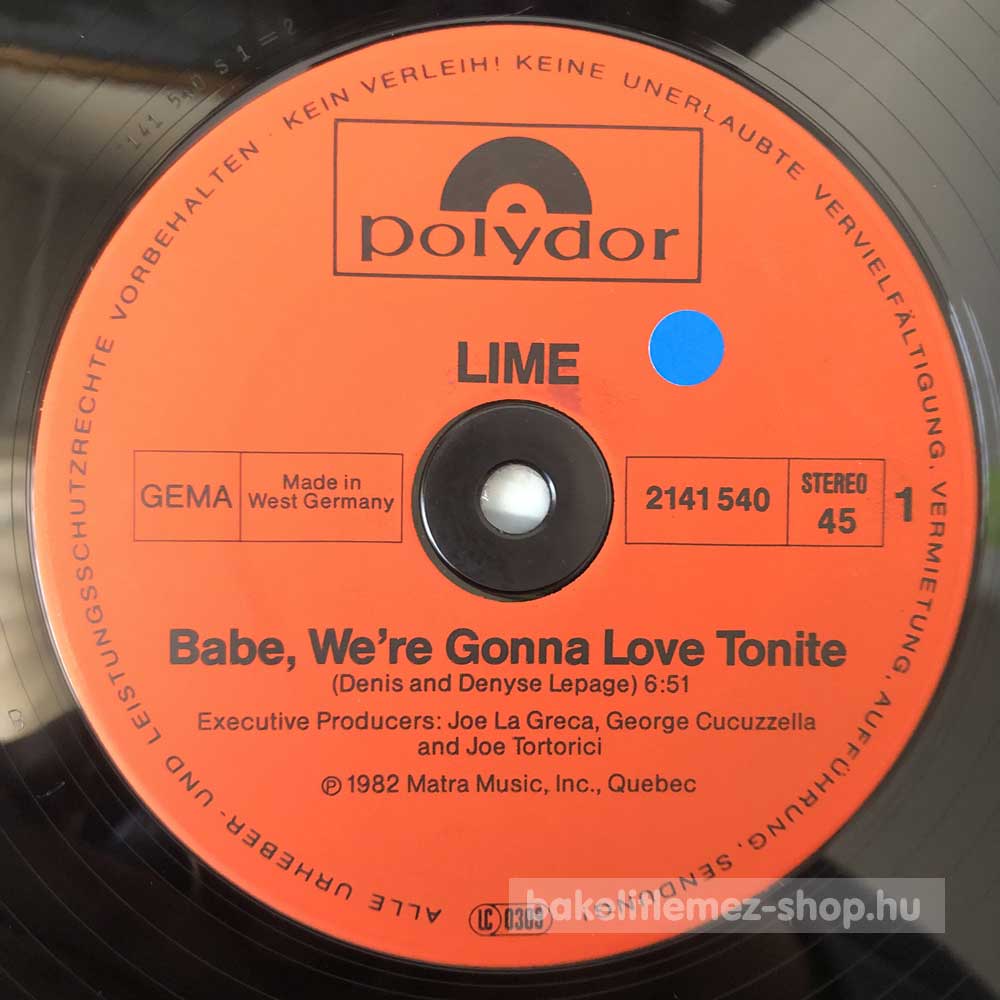 ALLE URHEBER- UND LEISTUNGSSCHUTZRECHTE VORBEHALTEN · KEIN VERLEIH! KEINE UNERLAUBTE VERVIELFÄLTIGUNG, VERMIETUNG, AUFFÜHRUNG, SENDUNG!
polydor
LIME
GEMA
Made in
West Germany
2141 540
STEREO
45
1
Babe, We're Gonna Love Tonite
(Denis and Denyse Lepage) 6:51
Executive Producers: Joe La Greca, George Cucuzzella
and Joe Tortorici
℗ 1982 Matra Music, Inc., Quebec
LC 0309
bakelitlemez-shop.hu